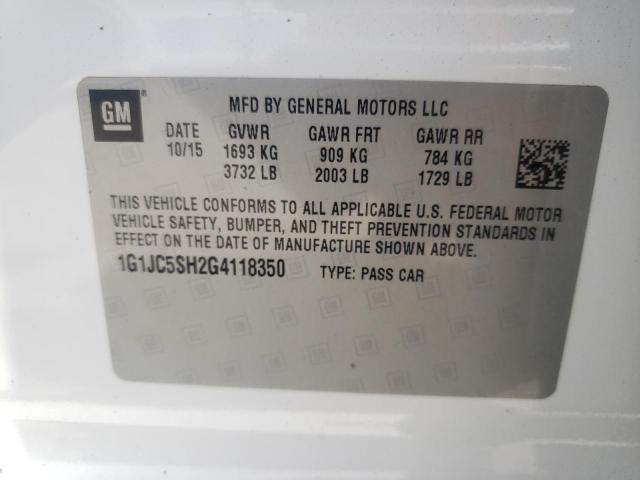 GM
MFD BY GENERAL MOTORS LLC
DATE GVWR GAWR FRT GAWR RR
10/15 1693 KG 909 KG 784 KG
3732 LB 2003 LB 1729 LB
THIS VEHICLE CONFORMS TO ALL APPLICABLE U.S. FEDERAL MOTOR
VEHICLE SAFETY, BUMPER, AND THEFT PREVENTION STANDARDS IN
EFFECT ON THE DATE OF MANUFACTURE SHOWN ABOVE.
1G1JC5SH2G4118350 TYPE: PASS CAR